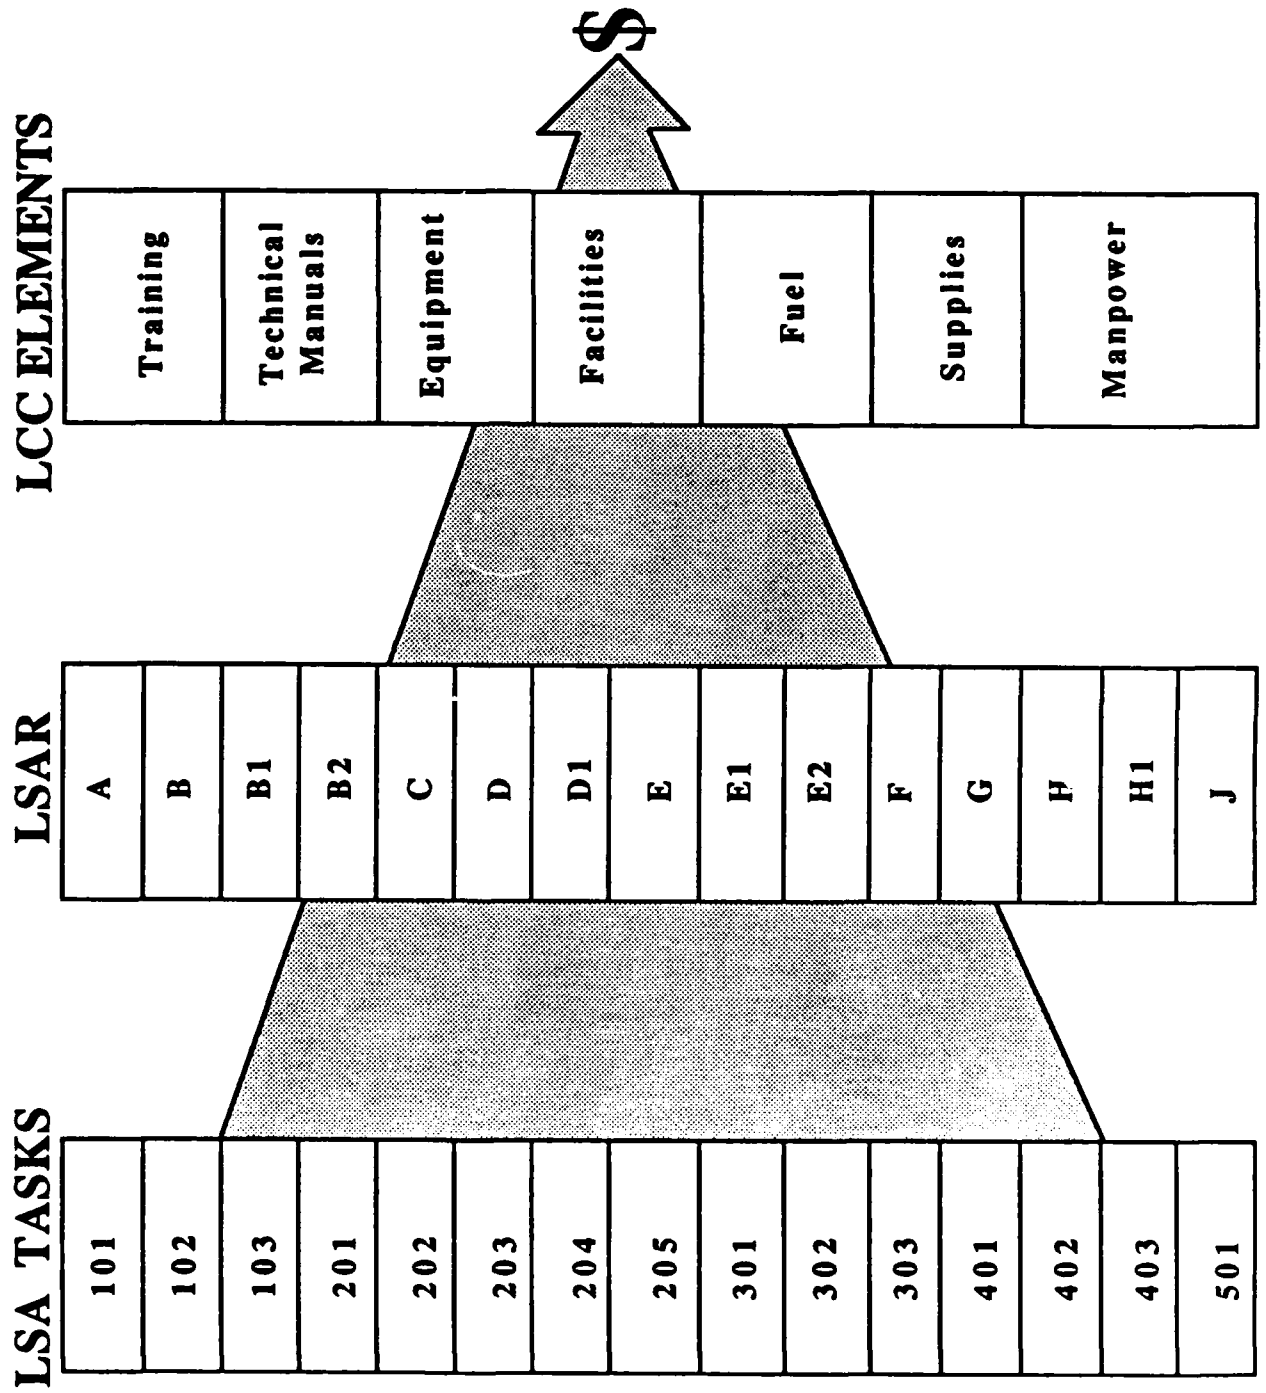 LSA TASKS
101
102
103
201
202
203
204
205
301
302
303
401
402
403
501
LSAR
A
B
B1
B2
C
D
D1
E
E1
E2
F
G
H
H1
J
LCC ELEMENTS
Training
Technical
Manuals
Equipment
Facilities
Fuel
Supplies
Manpower
$